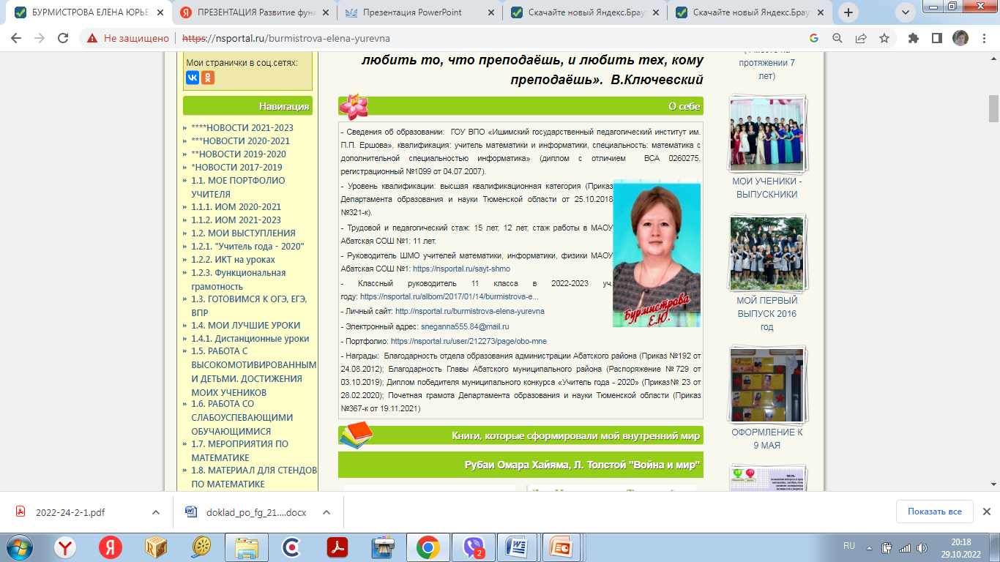 БУРМИСТРОВА ЕЛЕНА ЮРЬЕ
ПРЕЗЕНТАЦИЯ Развитие фун
Презентация PowerPoint
Скачайте новый Яндекс.Брау
Скачайте новый Яндекс.Брау
Не защищено
https://nsportal.ru/burmistrova-elena-yurevna
Мои странички в соц.сетях:
Навигация
» ****НОВОСТИ 2021-2023
» ***НОВОСТИ 2020-2021
» **НОВОСТИ 2019-2020
» *НОВОСТИ 2017-2019
» 1.1. МОЕ ПОРТФОЛИО
УЧИТЕЛЯ
» 1.1.1. ИОМ 2020-2021
» 1.1.2. ИОМ 2021-2023
» 1.2. МОИ ВЫСТУПЛЕНИЯ
» 1.2.1. "Учитель года - 2020"
» 1.2.2. ИКТ на уроках
» 1.2.3. Функциональная
грамотность
» 1.3. ГОТОВИМСЯ К ОГЭ, ЕГЭ,
ВПР
» 1.4. МОИ ЛУЧШИЕ УРОКИ
» 1.4.1. Дистанционные уроки
» 1.5. РАБОТА С
ВЫСОКОМОТИВИРОВАННЫМ
И ДЕТЬМИ. ДОСТИЖЕНИЯ
МОИХ УЧЕНИКОВ
» 1.6. РАБОТА СО
СЛАБОУСПЕВАЮЩИМИ
ОБУЧАЮЩИМИСЯ
» 1.7. МЕРОПРИЯТИЯ ПО
МАТЕМАТИКЕ
» 1.8. МАТЕРИАЛ ДЛЯ СТЕНДОВ
ПО МАТЕМАТИКЕ
любить то, что преподаёшь, и любить тех, кому
преподаёшь». В.Ключевский
О себе
- Сведения об образовании: ГОУ ВПО «Ишимский государственный педагогический институт им.
П.П. Ершова», квалификация: учитель математики и информатики, специальность: математика с
дополнительной специальностью информатика» (диплом с отличием ВСА 0260275,
регистрационный №1099 от 04.07.2007).
- Уровень квалификации: высшая квалификационная категория (Приказ
Департамента образования и науки Тюменской области от 25.10.2018
№321-к).
- Трудовой и педагогический стаж: 15 лет, 12 лет, стаж работы в МАОУ
Абатская СОШ №1: 11 лет.
- Руководитель ШМО учителей математики, информатики, физики МАОУ
Абатская СОШ №1: https://nsportal.ru/sayt-shmo
- Классный руководитель 11 класса в 2022-2023 уч.
году: https://nsportal.ru/albom/2017/01/14/burmistrova-e...
- Личный сайт: http://nsportal.ru/burmistrova-elena-yurevna
- Электронный адрес: sneganna555.84@mail.ru
- Портфолио: https://nsportal.ru/user/212273/page/obo-mne
- Награды: Благодарность отдела образования администрации Абатского района (Приказ №192 от
24.08.2012); Благодарность Главы Абатского муниципального района (Распоряжение №729 от
03.10.2019); Диплом победителя муниципального конкурса «Учитель года - 2020» (Приказ№ 23 от
28.02.2020); Почетная грамота Департамента образования и науки Тюменской области (Приказ
№367-к от 19.11.2021)
Бурмистрова
Е.Ю.
Книги, которые сформировали мой внутренний мир
Рубаи Омара Хайяма, Л. Толстой "Война и мир"
протяжении 7
лет)
МОИ УЧЕНИКИ -
ВЫПУСКНИКИ
МОЙ ПЕРВЫЙ
ВЫПУСК 2016
год
ОФОРМЛЕНИЕ К
9 МАЯ
2022-24-2-1.pdf
doklad_po_fg_21....docx
Показать все
2
RU
20:18
29.10.2022